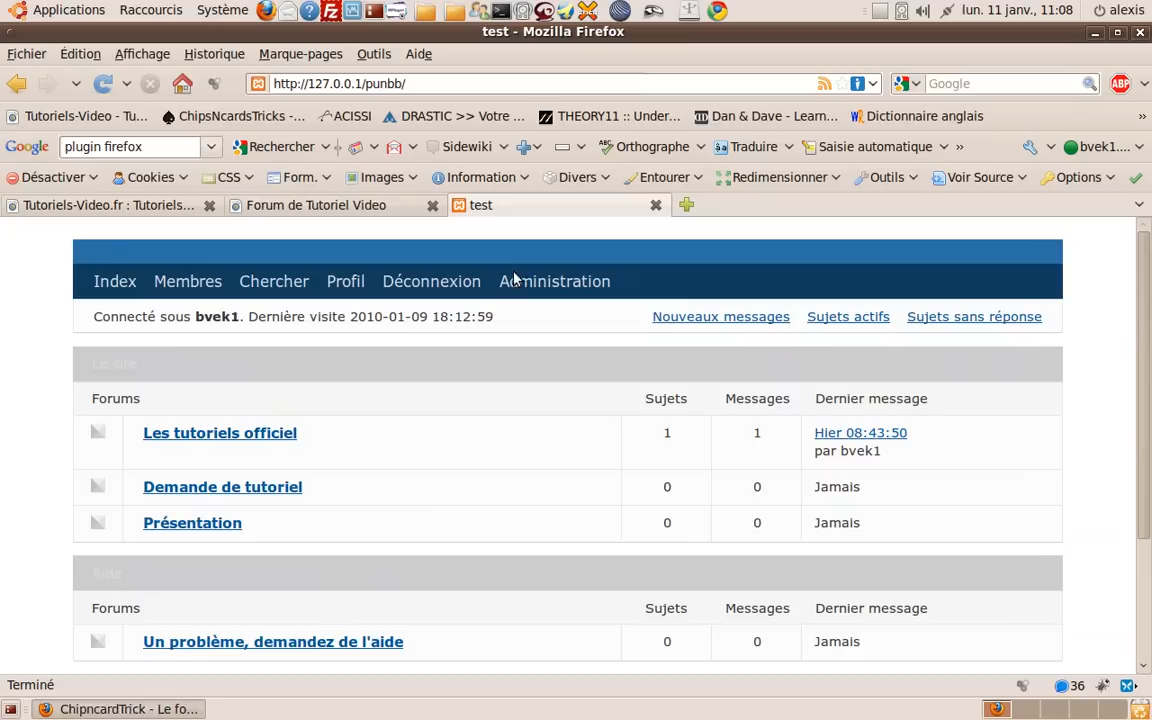 Applications Raccourcis Système lun. 11 janv., 11:08 alexis
test - Mozilla Firefox
Fichier Édition Affichage Historique Marque-pages Outils Aide
http://127.0.0.1/punbb/ Google ABP
Tutoriels-Video - Tu... ChipsNcardsTricks -... ACISSI DRASTIC >> Votre ... THEORY11 :: Under... Dan & Dave - Learn... Dictionnaire anglais »
Google plugin firefox Rechercher Sidewiki Orthographe Traduire Saisie automatique » bvek1....
Désactiver Cookies CSS Form. Images Information Divers Entourer Redimensionner Outils Voir Source Options
Tutoriels-Video.fr : Tutoriels... Forum de Tutoriel Video test
Index Membres Chercher Profil Déconnexion Administration
Connecté sous bvek1. Dernière visite 2010-01-09 18:12:59 Nouveaux messages Sujets actifs Sujets sans réponse
Le site
Forums Sujets Messages Dernier message
Les tutoriels officiel 1 1 Hier 08:43:50
par bvek1
Demande de tutoriel 0 0 Jamais
Présentation 0 0 Jamais
Aide
Forums Sujets Messages Dernier message
Un problème, demandez de l'aide 0 0 Jamais
Terminé 36
ChipncardTrick - Le fo...